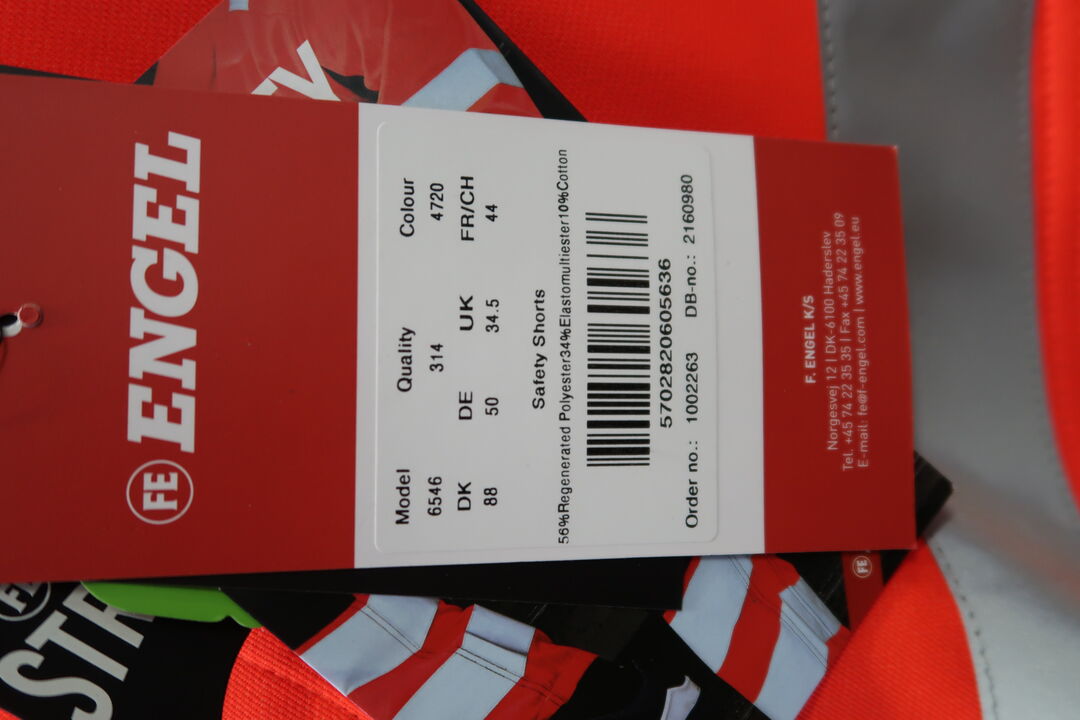 FE ENGEL
Model Quality Colour
6546 314 4720
DK DE UK FR/CH
88 50 34.5 44
Safety Shorts
56%Regenerated Polyester34%Elastomultiester10%Cotton
5702820605636
Order no.: 1002263 DB-no.: 2160980
F. ENGEL K/S
Norgesvej 12 | DK-6100 Haderslev
Tel. +45 74 22 35 35 | Fax +45 74 22 35 09
E-mail: fe@f-engel.com | www.engel.eu
FE
STR
TY